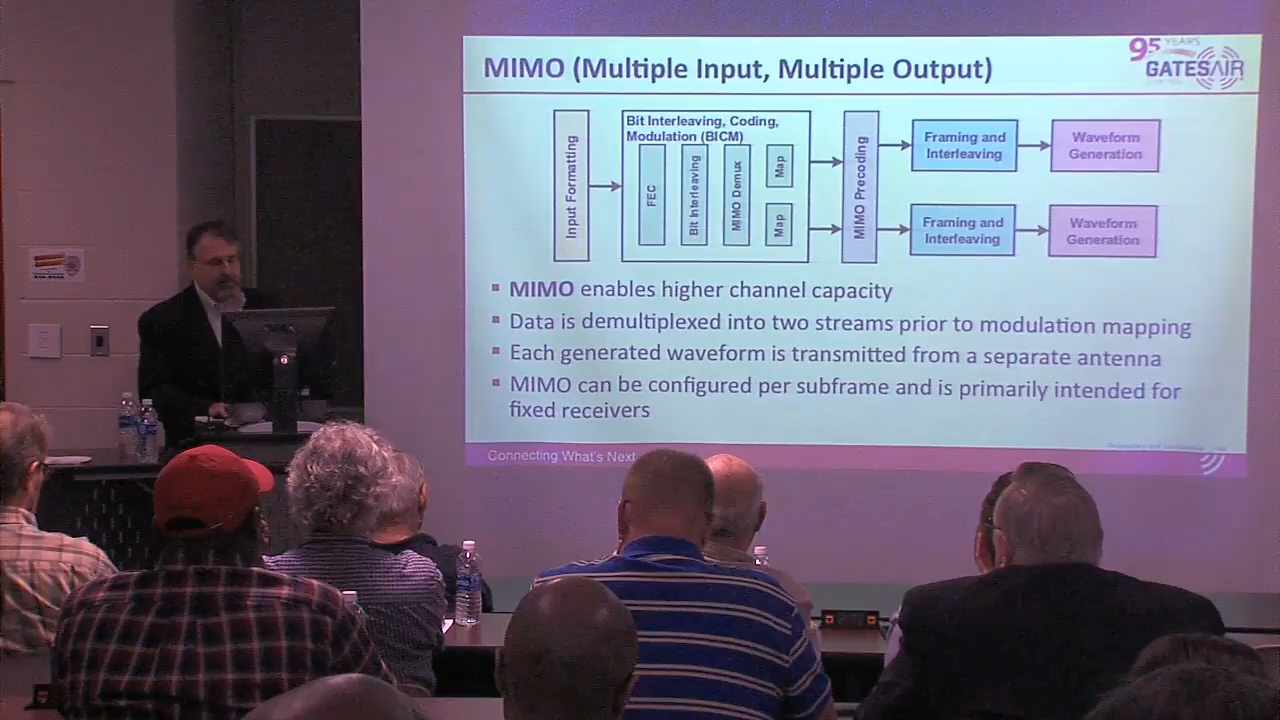 MIMO (Multiple Input, Multiple Output)
95 YEARS
GATESAIR
Input Formatting
Bit Interleaving, Coding,
Modulation (BICM)
FEC
Bit Interleaving
MIMO Demux
Map
Map
MIMO Precoding
Framing and
Interleaving
Waveform
Generation
Framing and
Interleaving
Waveform
Generation
▪ MIMO enables higher channel capacity
▪ Data is demultiplexed into two streams prior to modulation mapping
▪ Each generated waveform is transmitted from a separate antenna
▪ MIMO can be configured per subframe and is primarily intended for
fixed receivers
Connecting What's Next
Proprietary and confidential